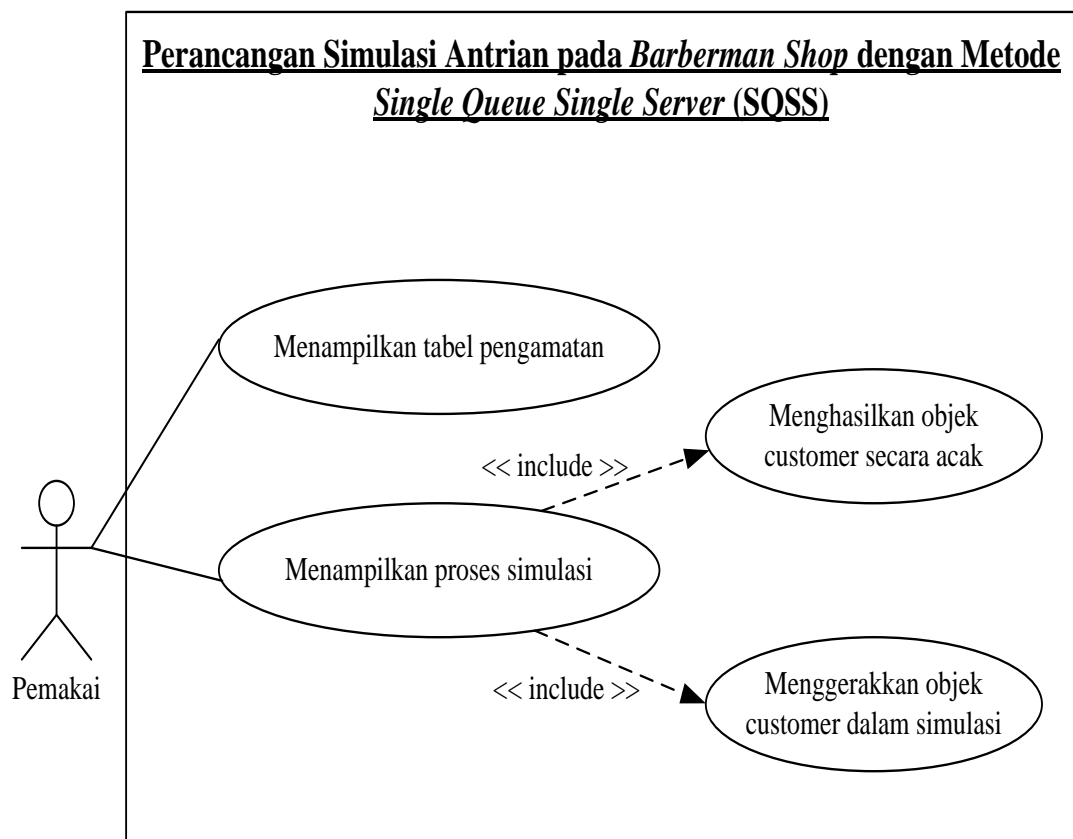 Perancangan Simulasi Antrian pada Barberman Shop dengan Metode
Single Queue Single Server (SQSS)
Menampilkan tabel pengamatan
Menghasilkan objek
customer secara acak
<< include >>
Menampilkan proses simulasi
<< include >>
Menggerakkan objek
customer dalam simulasi
Pemakai